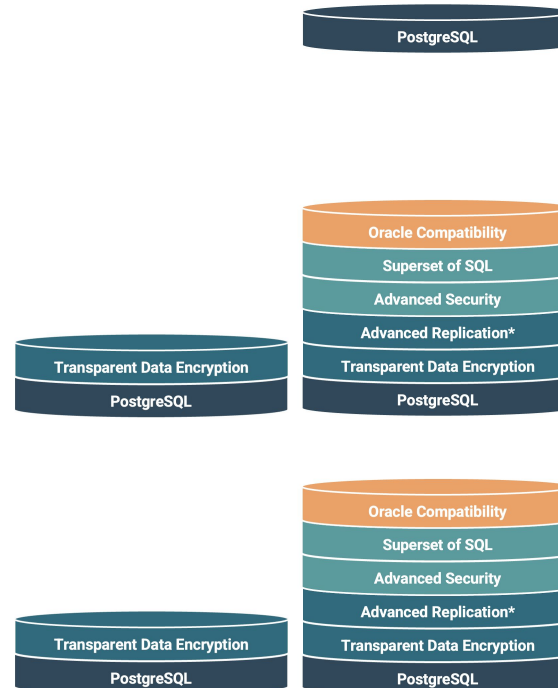 PostgreSQL
Oracle Compatibility
Superset of SQL
Advanced Security
Advanced Replication*
Transparent Data Encryption
PostgreSQL
Transparent Data Encryption
PostgreSQL
Oracle Compatibility
Superset of SQL
Advanced Security
Advanced Replication*
Transparent Data Encryption
PostgreSQL
Transparent Data Encryption
PostgreSQL